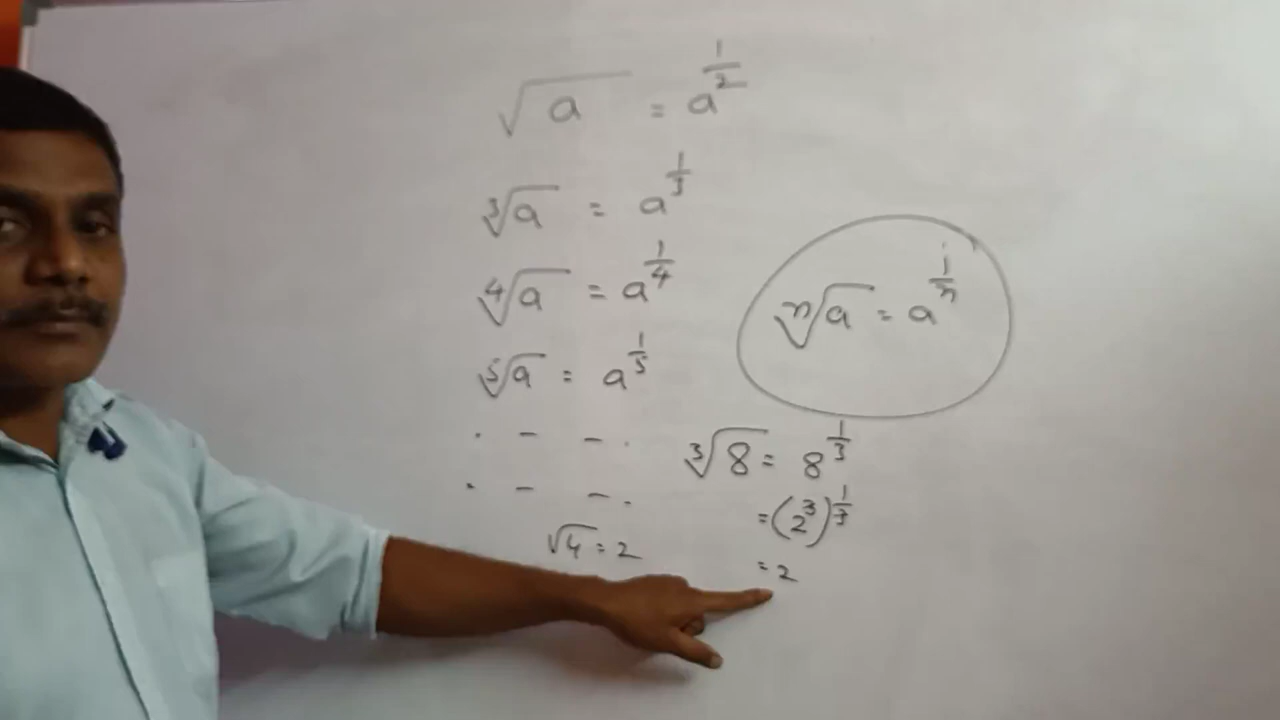 √a = a^(1/2)
∛a = a^(1/3)
∜a = a^(1/4)
⁵√a = a^(1/5)
. - - .
. - - .
√4 = 2
ⁿ√a = a^(1/n)
∛8 = 8^(1/3)
= (2³)^(1/3)
= 2